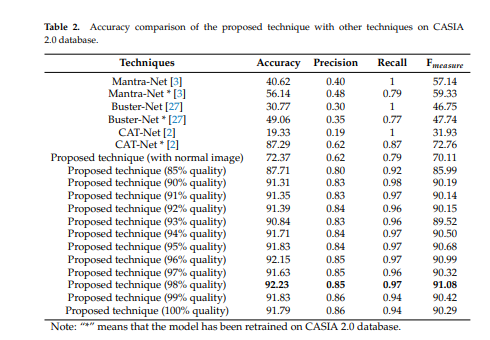 Table 2. Accuracy comparison of the proposed technique with other techniques on CASIA
2.0 database.
Techniques Accuracy Precision Recall Fmeasure
Mantra-Net [3] 40.62 0.40 1 57.14
Mantra-Net * [3] 56.14 0.48 0.79 59.33
Buster-Net [27] 30.77 0.30 1 46.75
Buster-Net * [27] 49.06 0.35 0.77 47.74
CAT-Net [2] 19.33 0.19 1 31.93
CAT-Net * [2] 87.29 0.62 0.87 72.76
Proposed technique (with normal image) 72.37 0.62 0.79 70.11
Proposed technique (85% quality) 87.71 0.80 0.92 85.99
Proposed technique (90% quality) 91.31 0.83 0.98 90.19
Proposed technique (91% quality) 91.35 0.83 0.97 90.14
Proposed technique (92% quality) 91.39 0.84 0.96 90.15
Proposed technique (93% quality) 90.84 0.83 0.96 89.52
Proposed technique (94% quality) 91.71 0.84 0.97 90.50
Proposed technique (95% quality) 91.83 0.84 0.97 90.68
Proposed technique (96% quality) 92.15 0.85 0.97 90.99
Proposed technique (97% quality) 91.63 0.85 0.96 90.32
Proposed technique (98% quality) 92.23 0.85 0.97 91.08
Proposed technique (99% quality) 91.83 0.86 0.94 90.42
Proposed technique (100% quality) 91.79 0.86 0.94 90.29
Note: “*” means that the model has been retrained on CASIA 2.0 database.